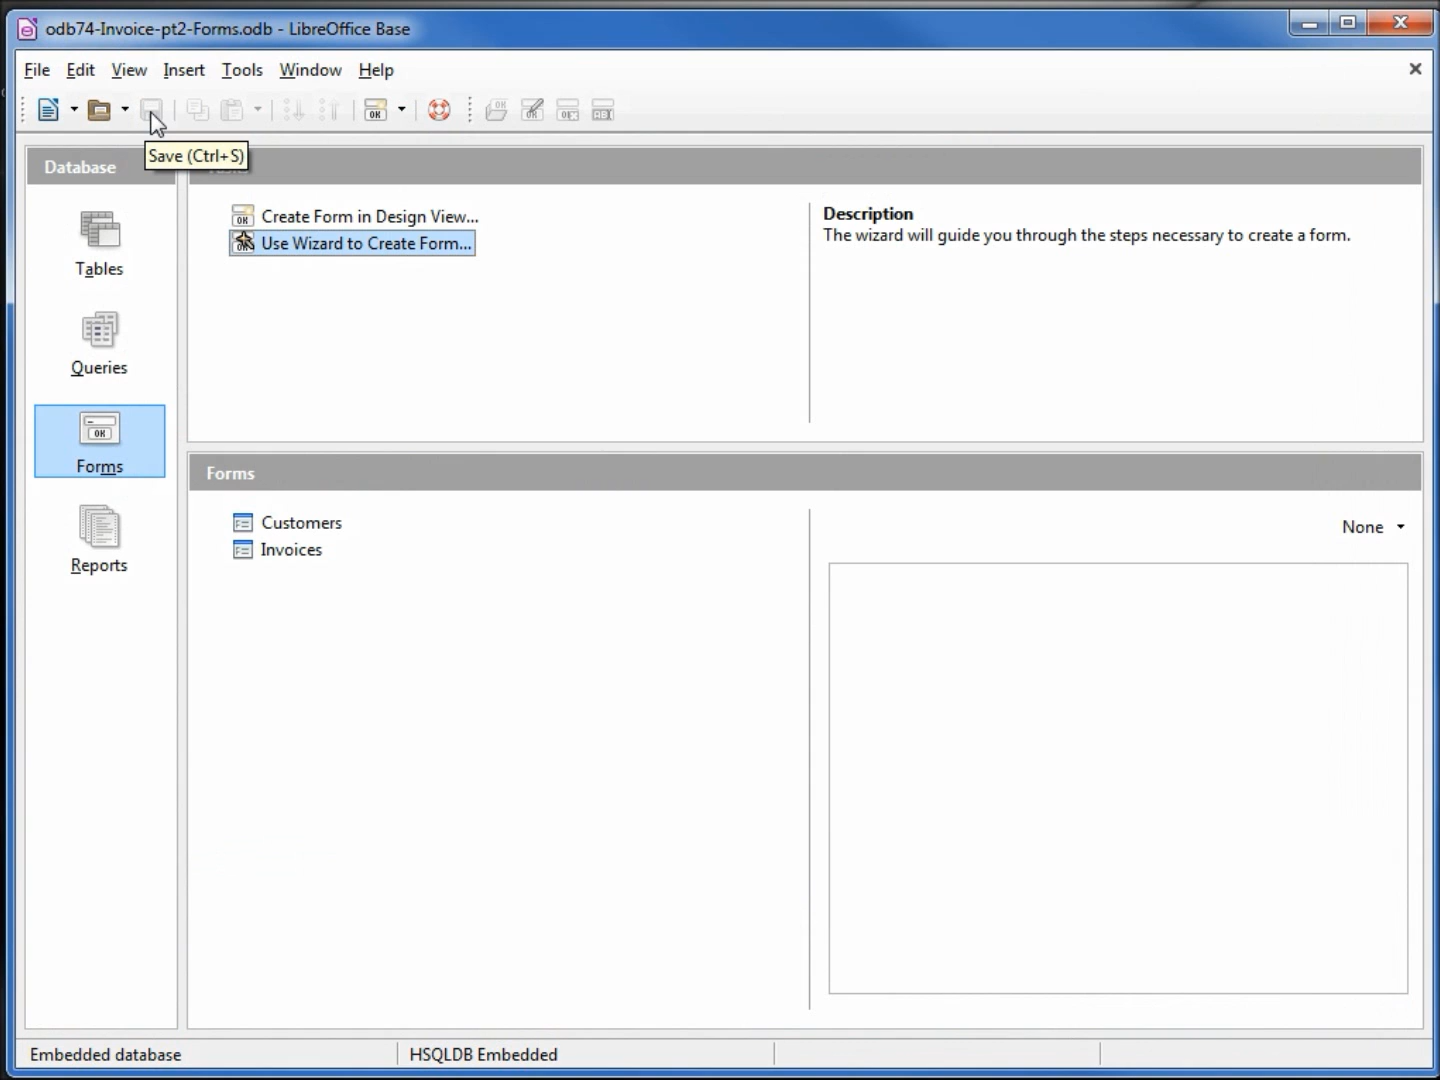 odb74-Invoice-pt2-Forms.odb - LibreOffice Base
File Edit View Insert Tools Window Help
Save (Ctrl+S)
Database
Create Form in Design View...
Use Wizard to Create Form...
Description
The wizard will guide you through the steps necessary to create a form.
Tables
Queries
Forms
Reports
Forms
Customers
Invoices
None
Embedded database
HSQLDB Embedded